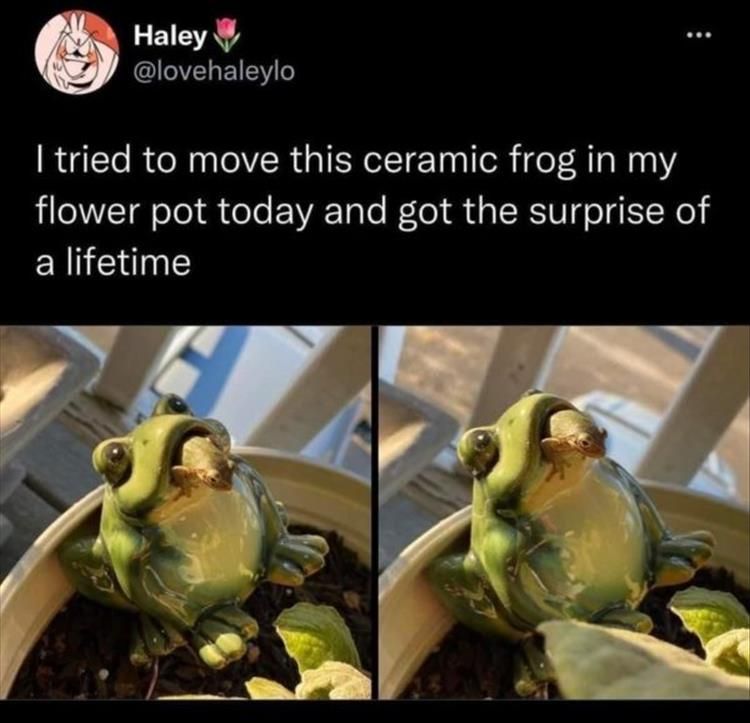 Haley🌷
@lovehaleylo
I tried to move this ceramic frog in my
flower pot today and got the surprise of
a lifetime